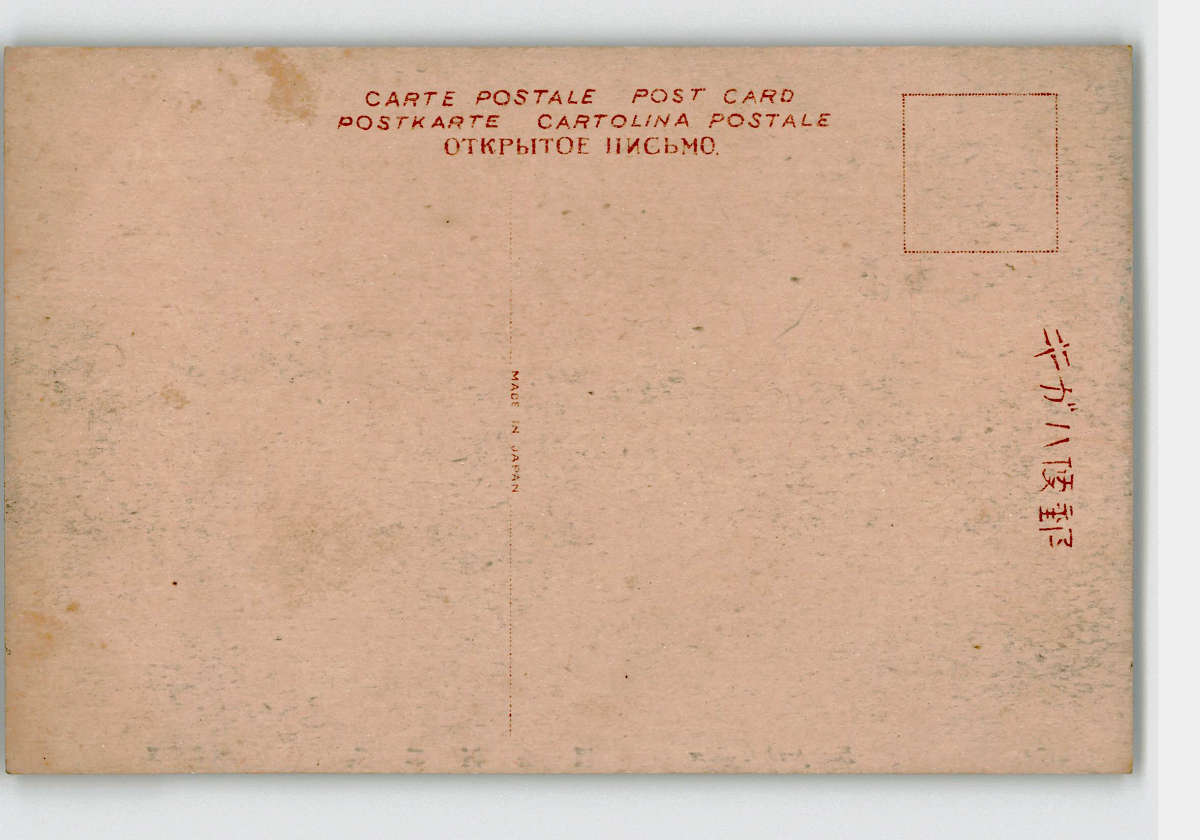 CARTE POSTALE POST CARD
POSTKARTE CARTOLINA POSTALE
ОТКРЫТОЕ ПИСЬМО.
MADE IN JAPAN
郵便ハガキ